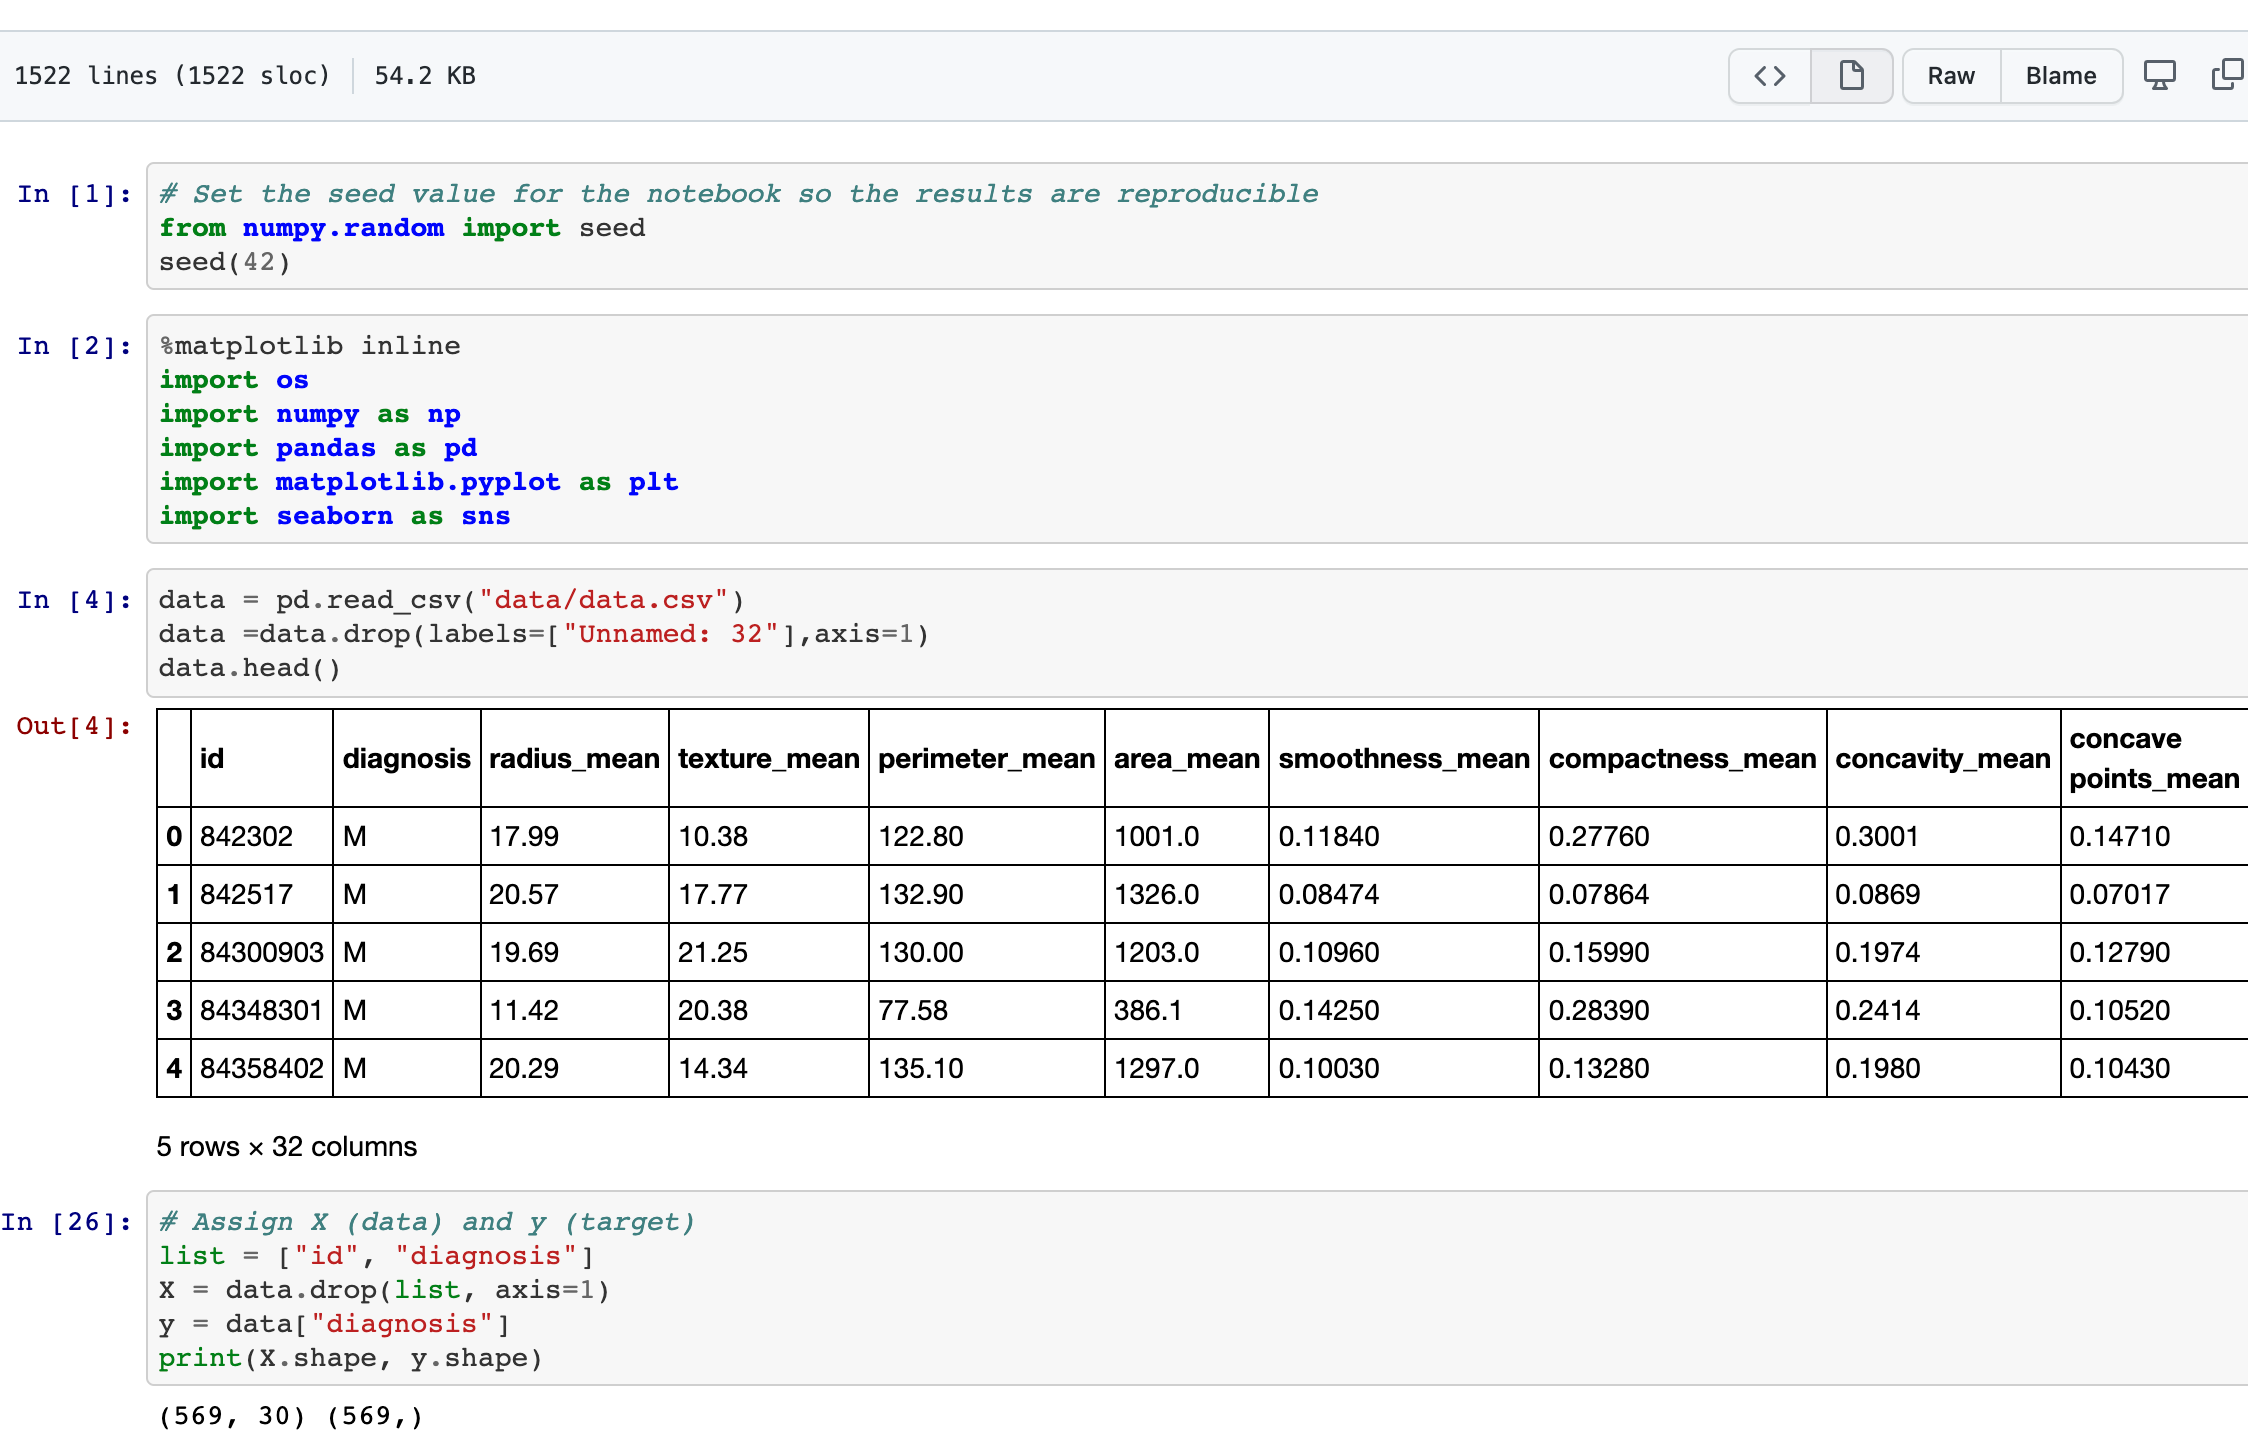 1522 lines (1522 sloc) 54.2 KB Raw Blame
In [1]: # Set the seed value for the notebook so the results are reproducible
from numpy.random import seed
seed(42)
In [2]: %matplotlib inline
import os
import numpy as np
import pandas as pd
import matplotlib.pyplot as plt
import seaborn as sns
In [4]: data = pd.read_csv("data/data.csv")
data =data.drop(labels=["Unnamed: 32"],axis=1)
data.head()
Out[4]:
id diagnosis radius_mean texture_mean perimeter_mean area_mean smoothness_mean compactness_mean concavity_mean concave points_mean
0 842302 M 17.99 10.38 122.80 1001.0 0.11840 0.27760 0.3001 0.14710
1 842517 M 20.57 17.77 132.90 1326.0 0.08474 0.07864 0.0869 0.07017
2 84300903 M 19.69 21.25 130.00 1203.0 0.10960 0.15990 0.1974 0.12790
3 84348301 M 11.42 20.38 77.58 386.1 0.14250 0.28390 0.2414 0.10520
4 84358402 M 20.29 14.34 135.10 1297.0 0.10030 0.13280 0.1980 0.10430
5 rows × 32 columns
In [26]: # Assign X (data) and y (target)
list = ["id", "diagnosis"]
X = data.drop(list, axis=1)
y = data["diagnosis"]
print(X.shape, y.shape)
(569, 30) (569,)